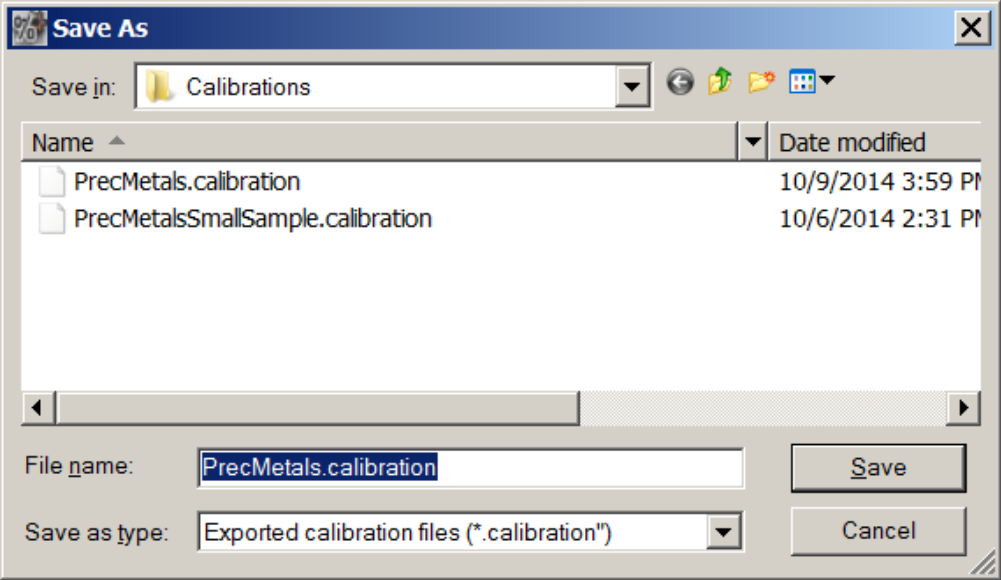 Save As
Save in: Calibrations
Name Date modified
PrecMetals.calibration 10/9/2014 3:59 PM
PrecMetalsSmallSample.calibration 10/6/2014 2:31 PM
File name: PrecMetals.calibration Save
Save as type: Exported calibration files (*.calibration") Cancel